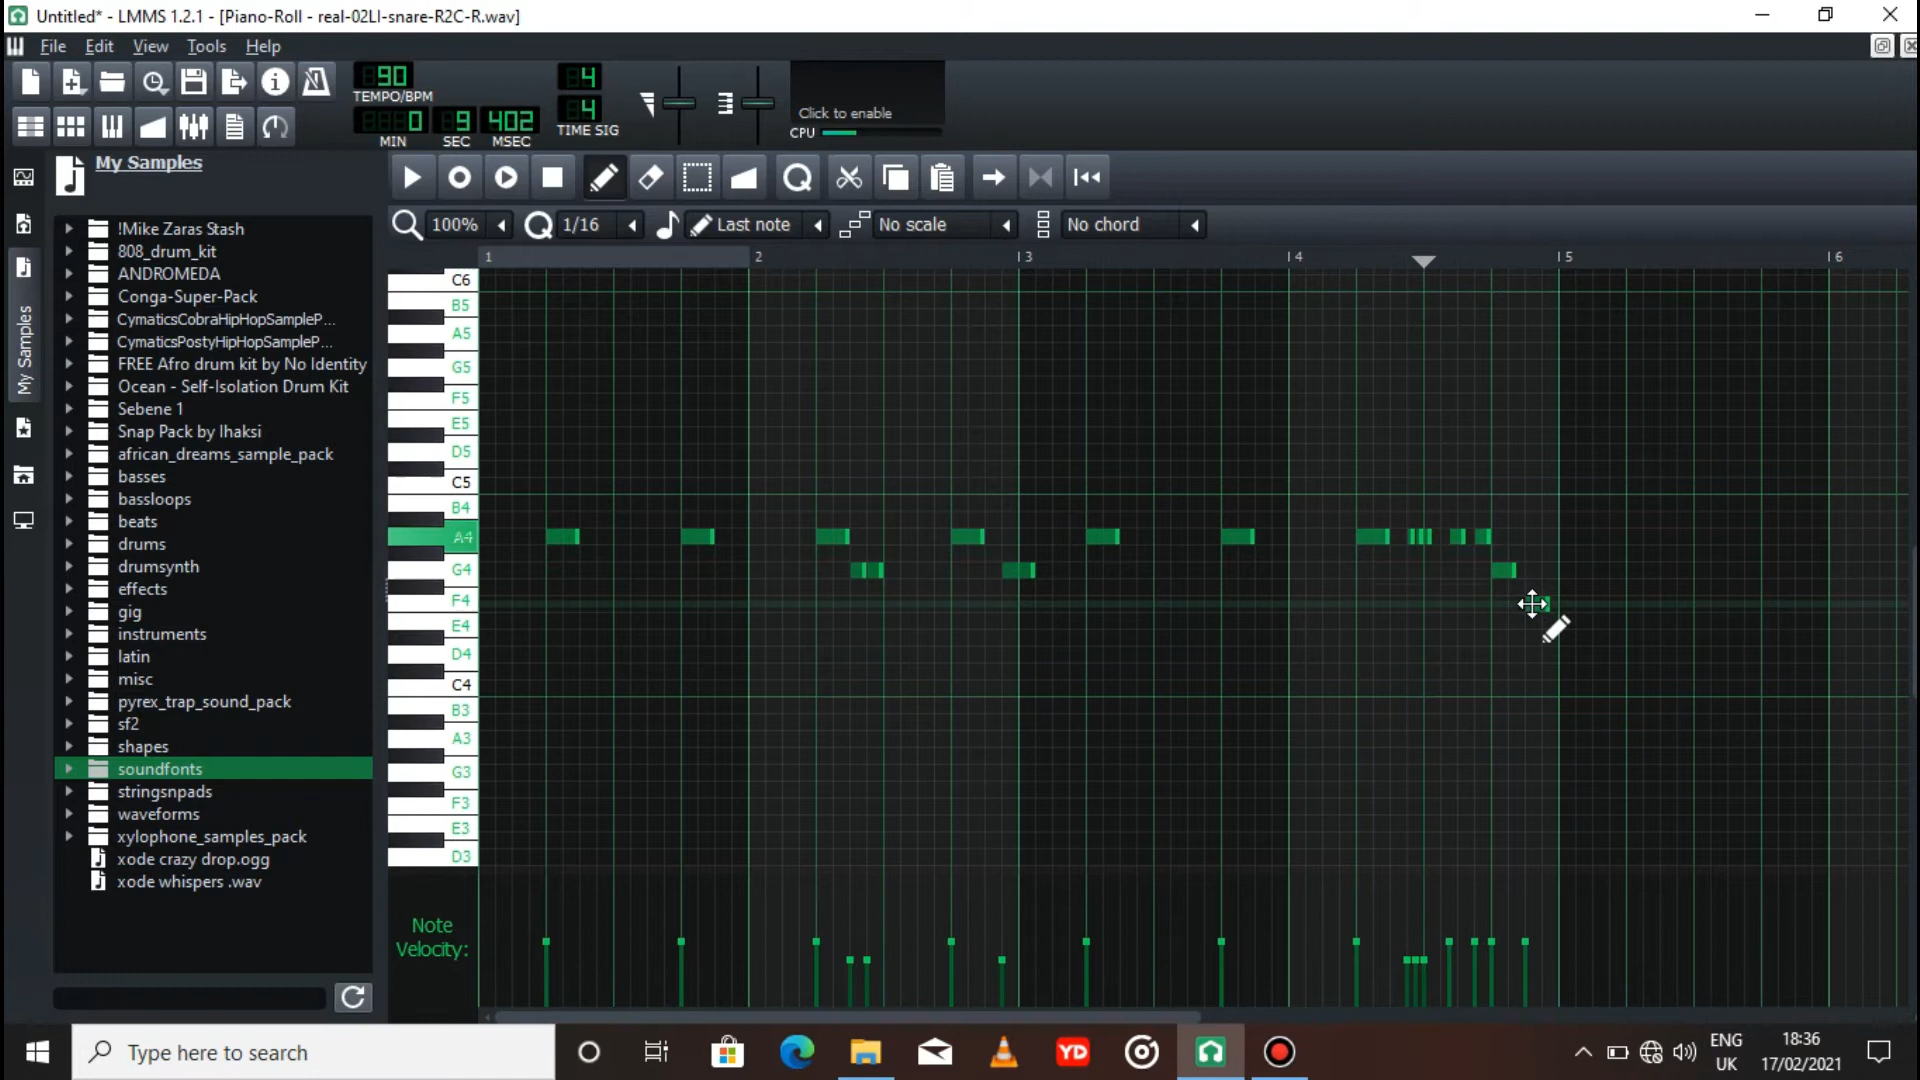 Untitled* - LMMS 1.2.1 - [Piano-Roll - real-02LI-snare-R2C-R.wav]
File Edit View Tools Help
90
TEMPO/BPM
0 9 402
MIN SEC MSEC
4
4
TIME SIG
Click to enable
CPU
My Samples
My Samples
100% 1/16 Last note No scale No chord
1 2 3 4 5 6
!Mike Zaras Stash
808_drum_kit
ANDROMEDA
Conga-Super-Pack
CymaticsCobraHipHopSampleP...
CymaticsPostyHipHopSampleP...
FREE Afro drum kit by No Identity
Ocean - Self-Isolation Drum Kit
Sebene 1
Snap Pack by Ihaksi
african_dreams_sample_pack
basses
bassloops
beats
drums
drumsynth
effects
gig
instruments
latin
misc
pyrex_trap_sound_pack
sf2
shapes
soundfonts
stringsnpads
waveforms
xylophone_samples_pack
xode crazy drop.ogg
xode whispers .wav
C6
B5
A5
G5
F5
E5
D5
C5
B4
A4
G4
F4
E4
D4
C4
B3
A3
G3
F3
E3
D3
Note
Velocity:
Type here to search
YD
ENG
UK
18:36
17/02/2021